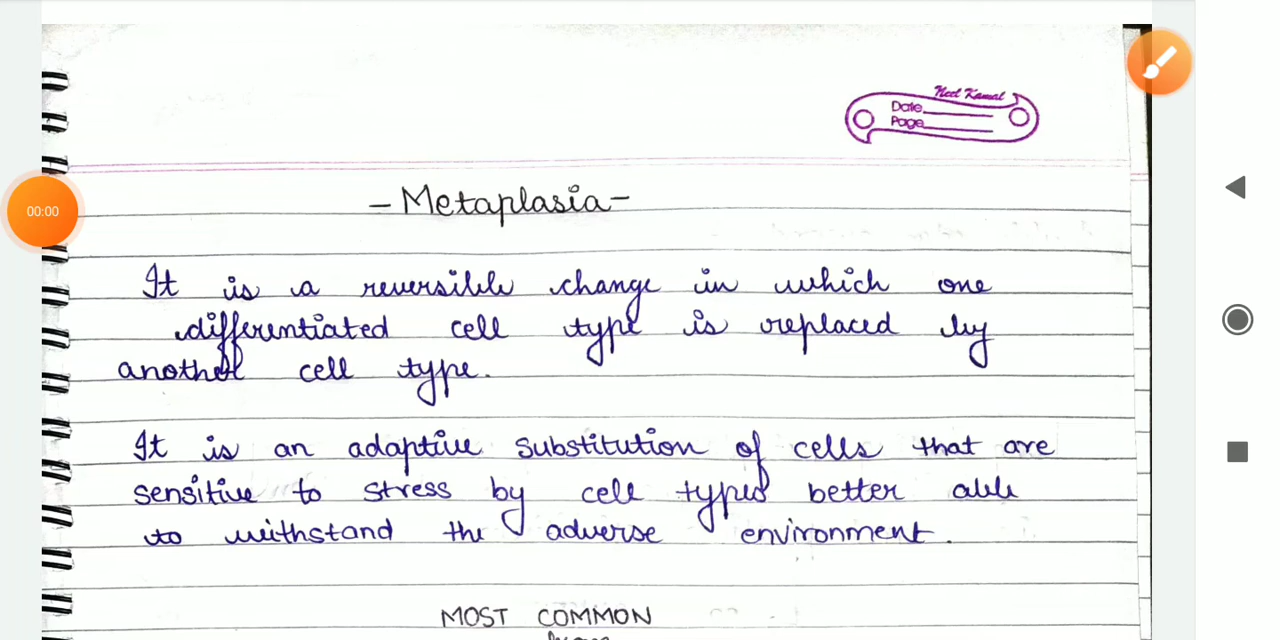 Neel Kamal
Date
Page
00:00
- Metaplasia -
It is a reversible change in which one
differentiated cell type is replaced by
another cell type.
It is an adaptive substitution of cells that are
sensitive to stress by cell types better able
to withstand the adverse environment.
MOST COMMON